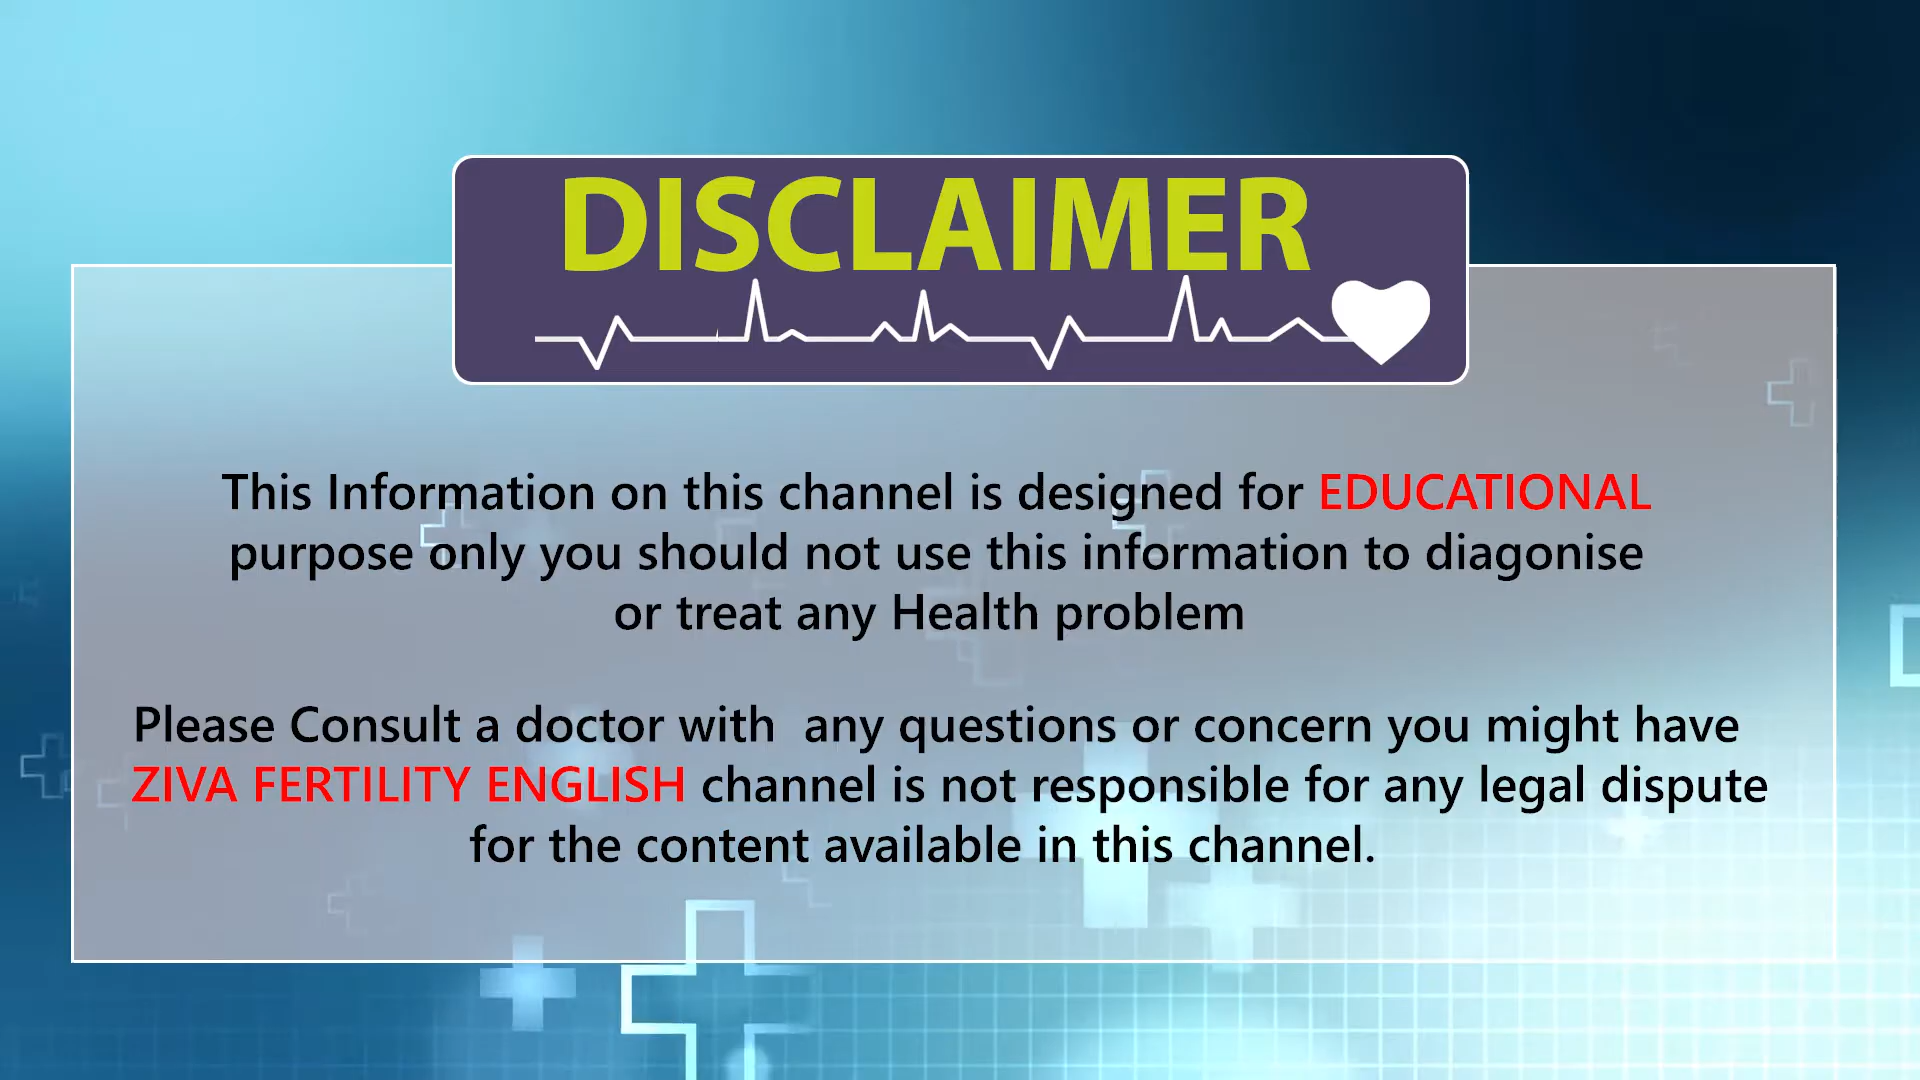 DISCLAIMER
This Information on this channel is designed for EDUCATIONAL
purpose only you should not use this information to diagonise
or treat any Health problem
Please Consult a doctor with  any questions or concern you might have
ZIVA FERTILITY ENGLISH channel is not responsible for any legal dispute
for the content available in this channel.